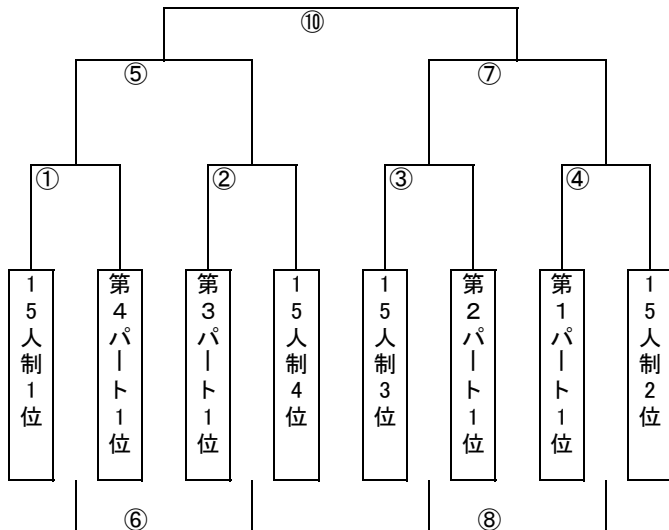 ⑩
⑤ ⑦
① ② ③ ④
15人制1位
第4パート1位
第3パート1位
15人制4位
15人制3位
第2パート1位
第1パート1位
15人制2位
⑥ ⑧